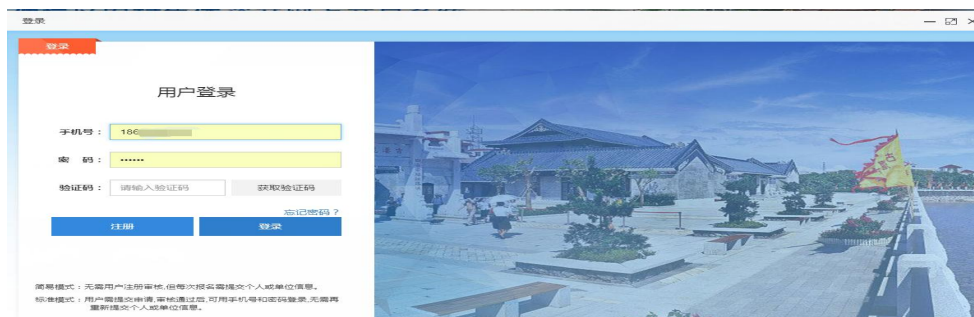 登录
登录
用户登录
手机号： 186
密 码： ••••••
验证码： 请输入验证码 获取验证码
忘记密码？
注册 登录
简易模式：无需用户注册审核,但每次报名需提交个人或单位信息。
标准模式：用户需提交申请,审核通过后,可用手机号和密码登录,无需再
重新提交个人或单位信息。